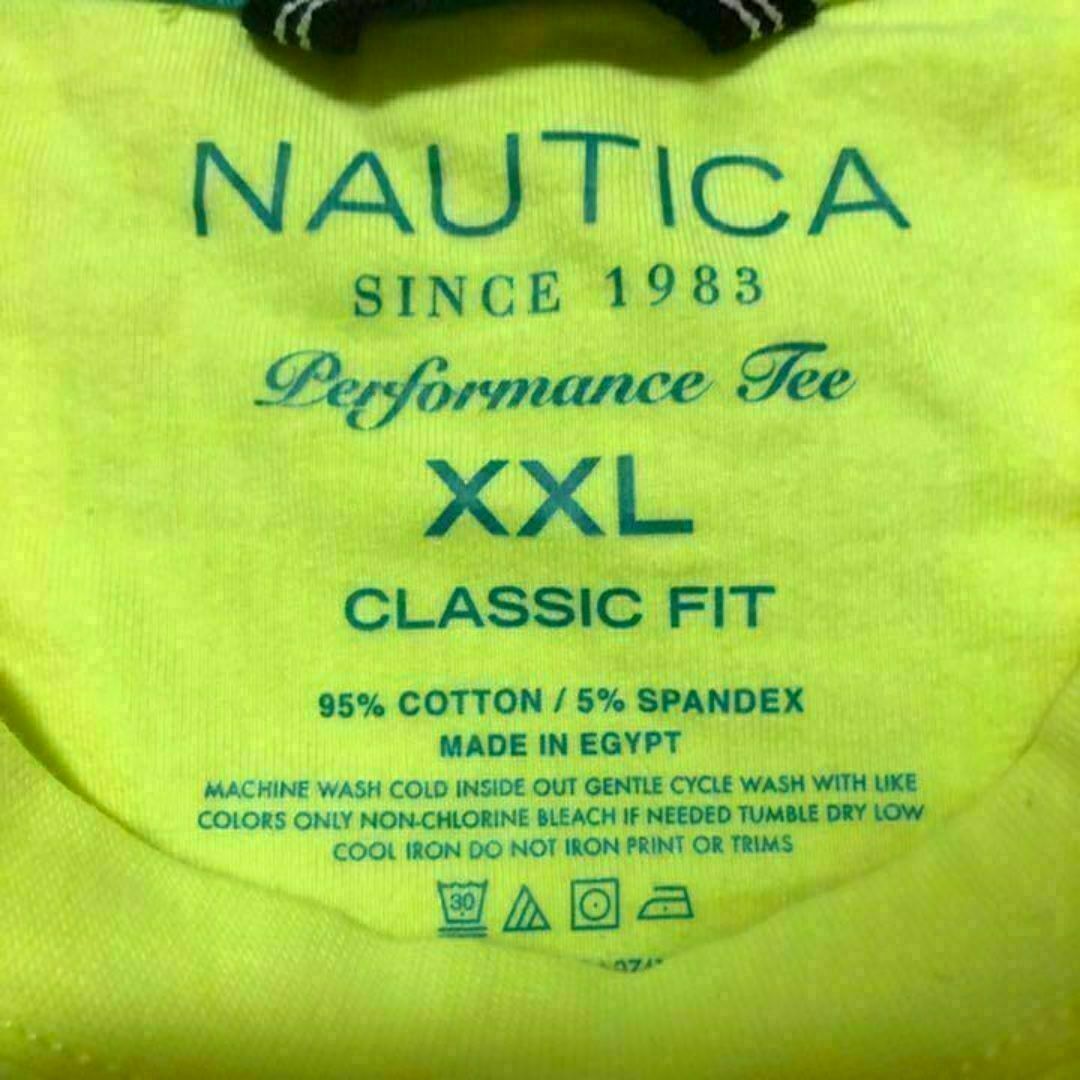 NAUTICA
SINCE 1983
Performance Tee
XXL
CLASSIC FIT
95% COTTON / 5% SPANDEX
MADE IN EGYPT
MACHINE WASH COLD INSIDE OUT GENTLE CYCLE WASH WITH LIKE
COLORS ONLY NON-CHLORINE BLEACH IF NEEDED TUMBLE DRY LOW
COOL IRON DO NOT IRON PRINT OR TRIMS
30